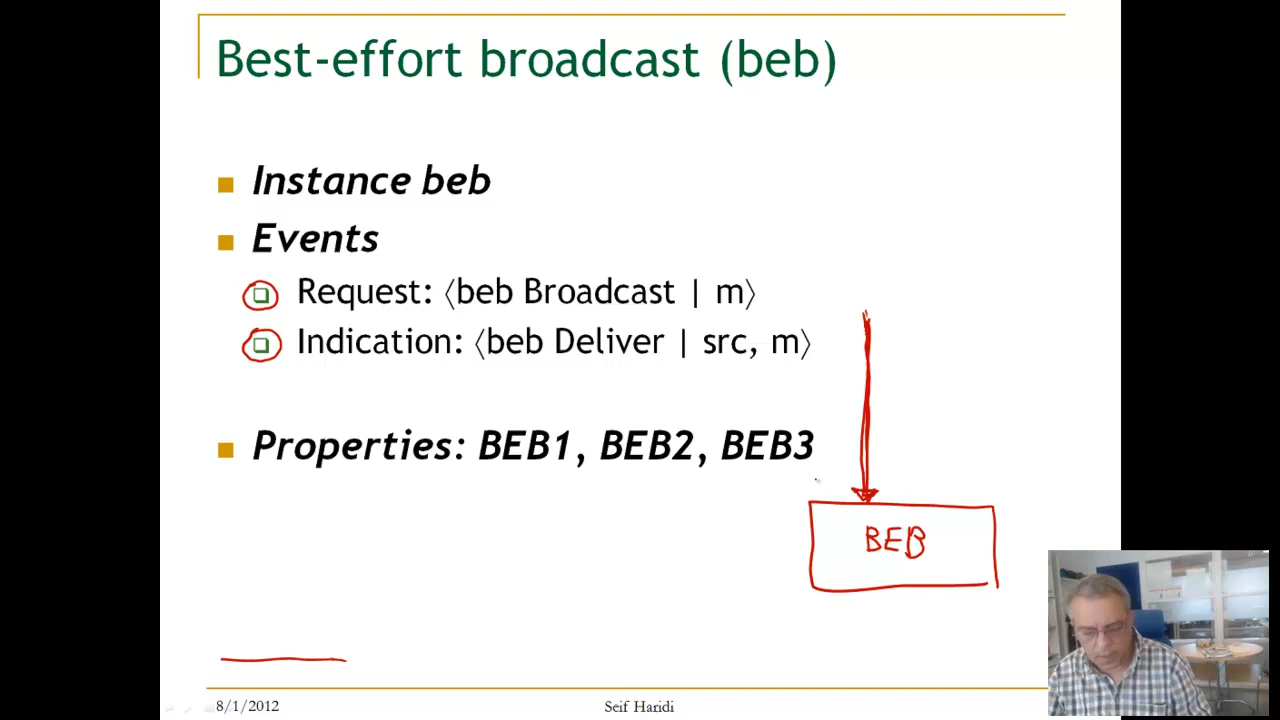 Best-effort broadcast (beb)
Instance beb
Events
Request: ⟨beb Broadcast | m⟩
Indication: ⟨beb Deliver | src, m⟩
Properties: BEB1, BEB2, BEB3
BEB
8/1/2012
Seif Haridi